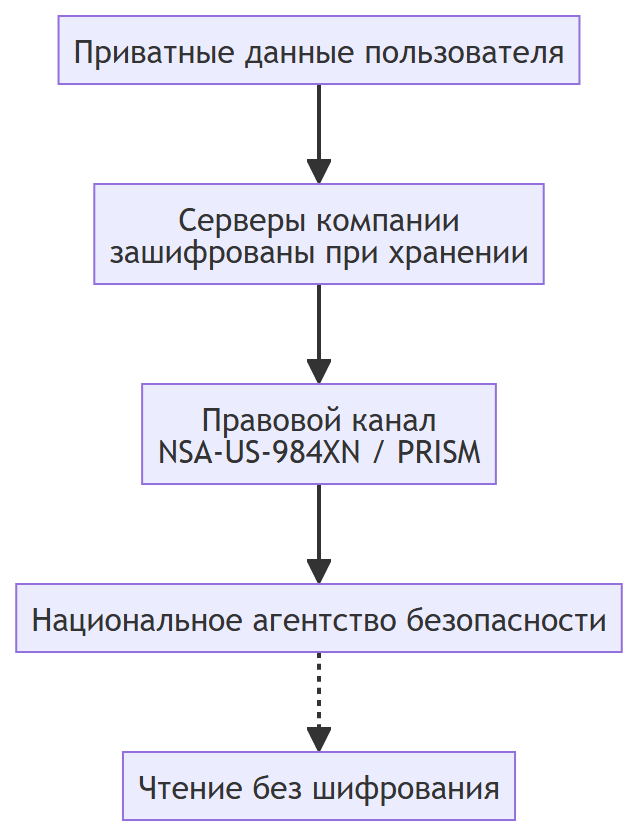 Приватные данные пользователя
Серверы компании
зашифрованы при хранении
Правовой канал
NSA-US-984XN / PRISM
Национальное агентство безопасности
Чтение без шифрования